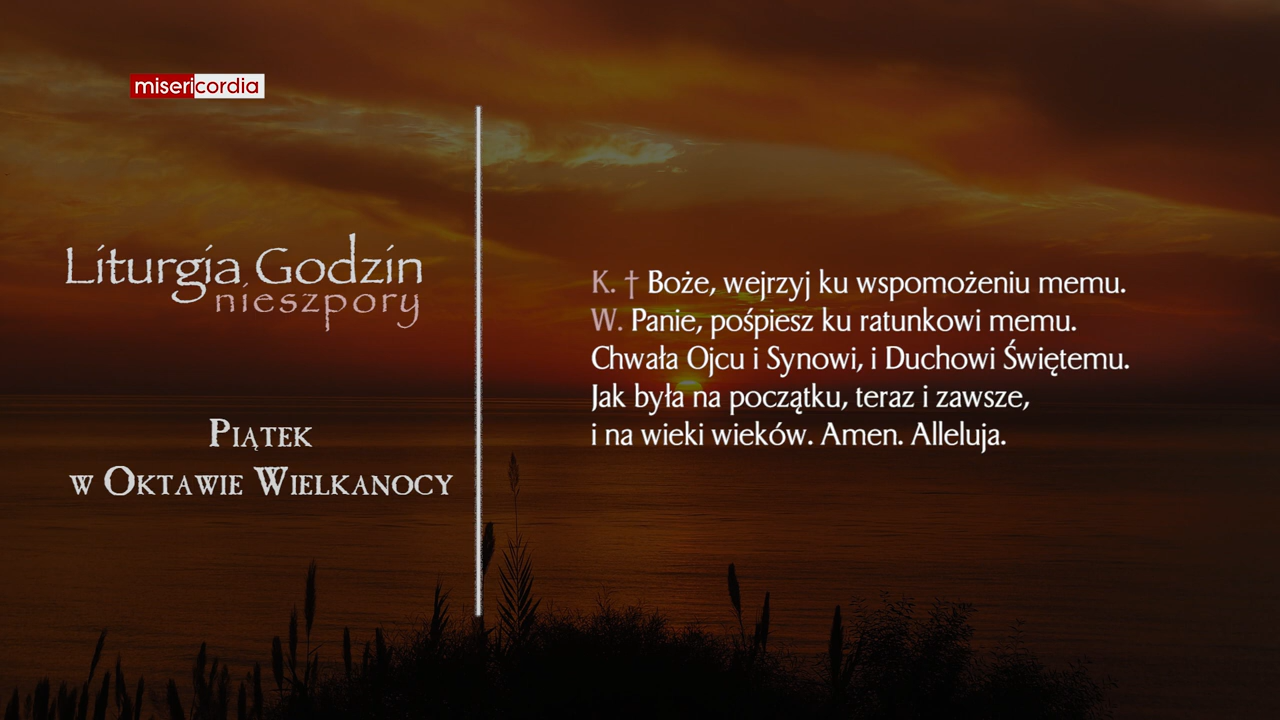 misericordia
Liturgia Godzin
nieszpory
Piątek
w Oktawie Wielkanocy
K. † Boże, wejrzyj ku wspomożeniu memu.
W. Panie, pośpiesz ku ratunkowi memu.
Chwała Ojcu i Synowi, i Duchowi Świętemu.
Jak była na początku, teraz i zawsze,
i na wieki wieków. Amen. Alleluja.